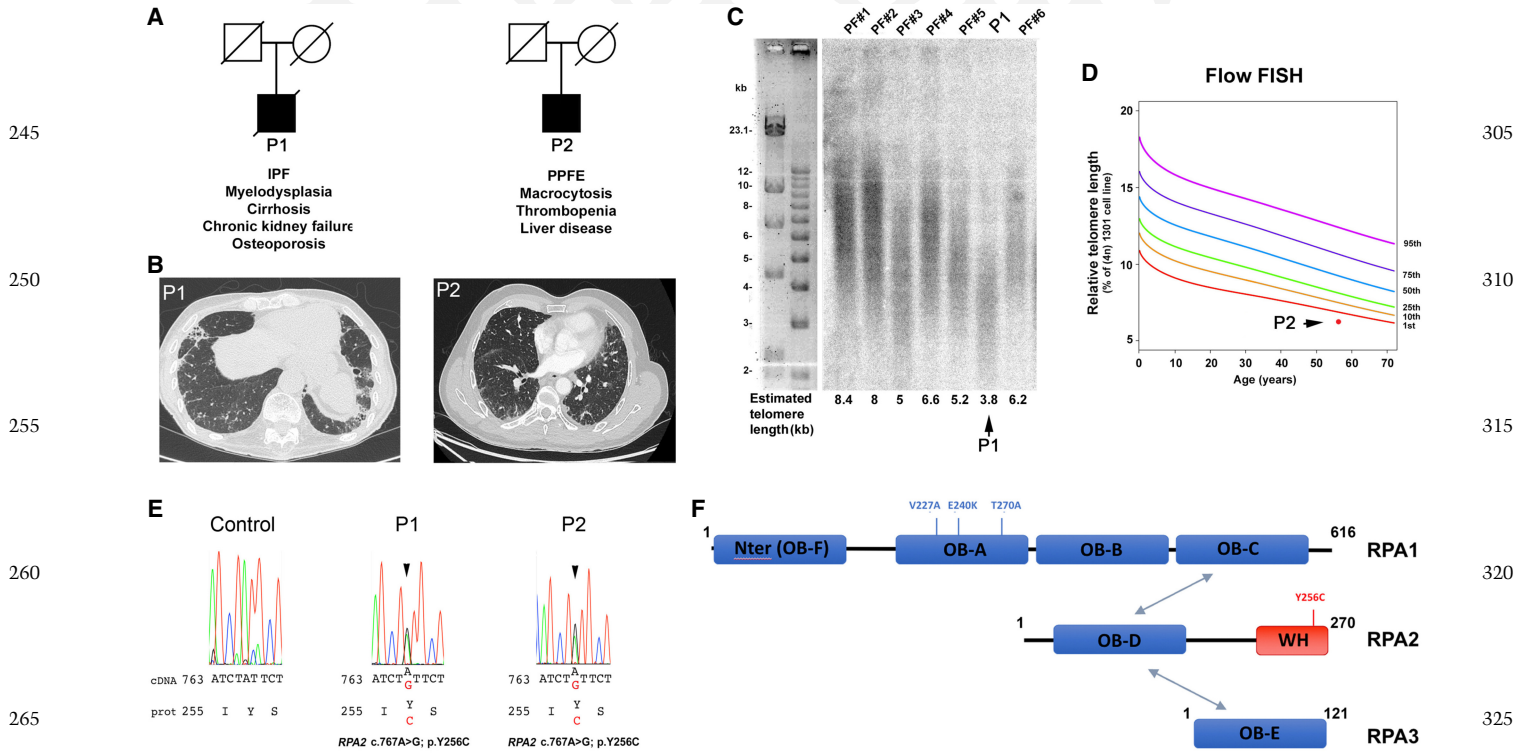 A
P1
IPF
Myelodysplasia
Cirrhosis
Chronic kidney failure
Osteoporosis
P2
PPFE
Macrocytosis
Thrombopenia
Liver disease
B
P1
P2
C
PF#1 PF#2 PF#3 PF#4 PF#5 P1 PF#6
kb
23.1-
12-
10-
8-
6-
5-
4-
3-
2-
Estimated telomere length(kb)
8.4 8 5 6.6 5.2 3.8 6.2
P1
D
Flow FISH
Relative telomere length
(% of (4n) 1301 cell line)
20
15
10
5
95th
75th
50th
25th
10th
1st
P2
0 10 20 30 40 50 60 70
Age (years)
E
Control
P1
P2
cDNA 763 ATCTATTCT
763 ATCT A TTCT
G
763 ATCT A TTCT
G
prot 255 I Y S
255 I Y S
C
255 I Y S
C
RPA2 c.767A>G; p.Y256C
RPA2 c.767A>G; p.Y256C
F
V227A E240K T270A
1 616
Nter (OB-F) OB-A OB-B OB-C RPA1
Y256C
1 270
OB-D WH RPA2
1 121
OB-E RPA3
245
250
255
260
265
305
310
315
320
325